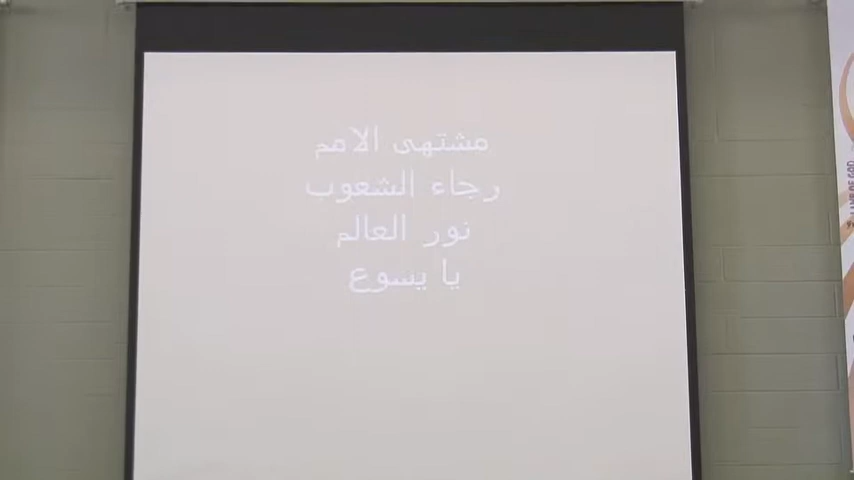 مشتهى الامم
رجاء الشعوب
نور العالم
يا يسوع